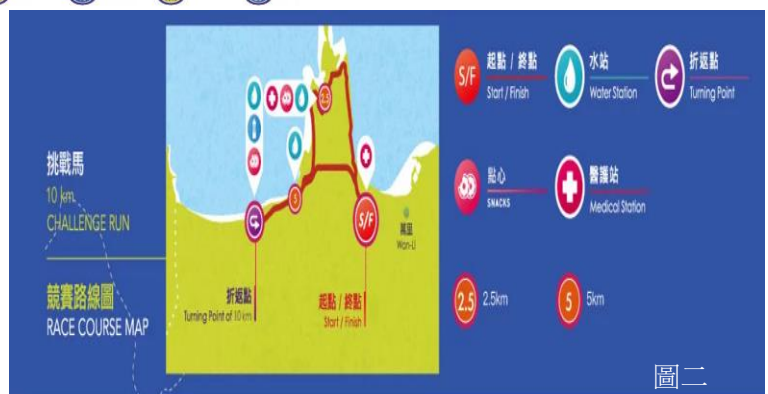 挑戰馬
10 km
CHALLENGE RUN
競賽路線圖
RACE COURSE MAP
2.5
5
S/F
萬里
Wan-Li
折返點
Turning Point of 10 km
起點 / 終點
Start / Finish
S/F
起點 / 終點
Start / Finish
水站
Water Station
折返點
Turning Point
點心
SNACKS
醫護站
Medical Station
2.5
2.5km
5
5km
圖二